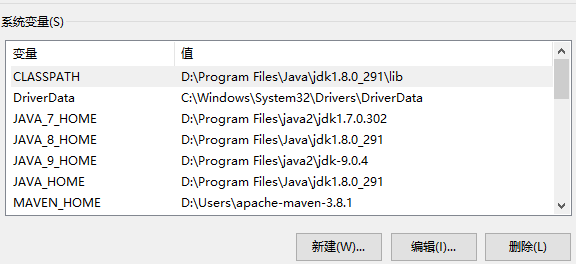 系统变量(S)
变量 值
CLASSPATH D:\Program Files\Java\jdk1.8.0_291\lib
DriverData C:\Windows\System32\Drivers\DriverData
JAVA_7_HOME D:\Program Files\java2\jdk1.7.0.302
JAVA_8_HOME D:\Program Files\Java\jdk1.8.0_291
JAVA_9_HOME D:\Program Files\java2\jdk-9.0.4
JAVA_HOME D:\Program Files\Java\jdk1.8.0_291
MAVEN_HOME D:\Users\apache-maven-3.8.1
新建(W)... 编辑(I)... 删除(L)